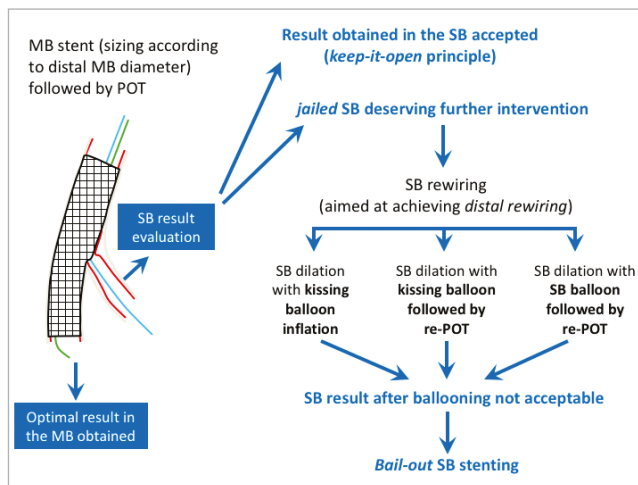 MB stent (sizing according
to distal MB diameter)
followed by POT
SB result
evaluation
Optimal result in
the MB obtained
Result obtained in the SB accepted
(keep-it-open principle)
jailed SB deserving further intervention
SB rewiring
(aimed at achieving distal rewiring)
SB dilation
with kissing
balloon
inflation
SB dilation with
kissing balloon
followed by
re-POT
SB dilation with
SB balloon
followed by
re-POT
SB result after ballooning not acceptable
Bail-out SB stenting